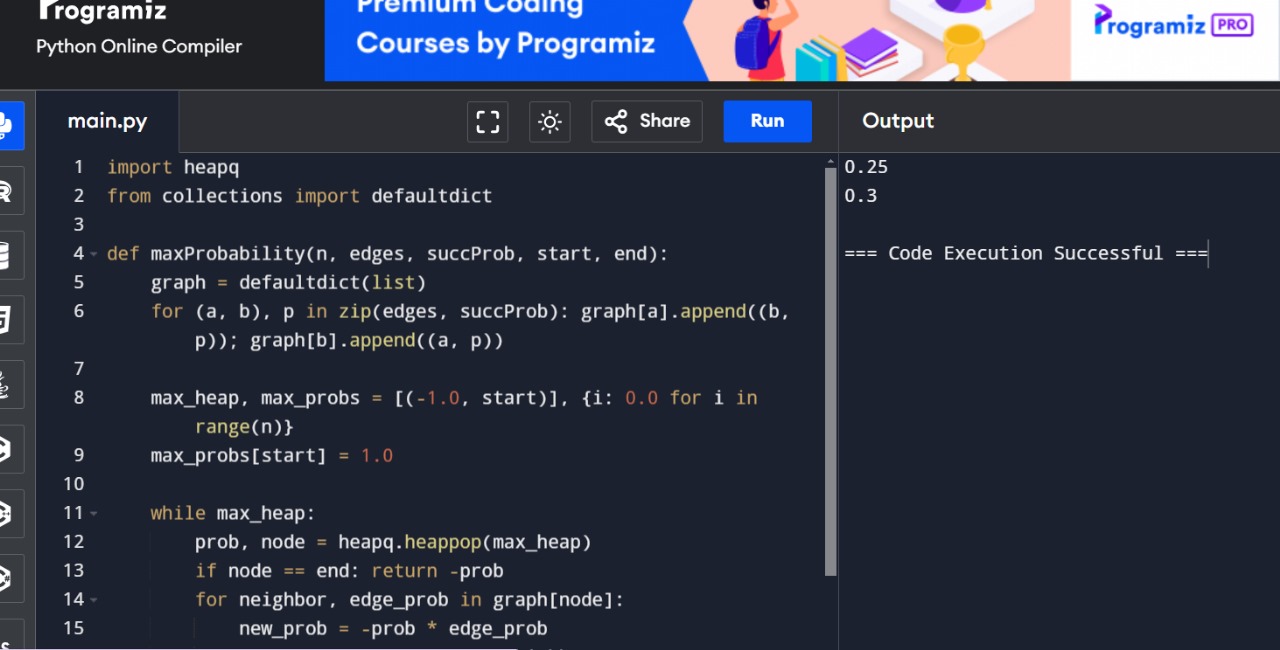 Programiz
Python Online Compiler
Premium Coding
Courses by Programiz
Programiz PRO
main.py
Share
Run
Output
1 import heapq
2 from collections import defaultdict
3
4 def maxProbability(n, edges, succProb, start, end):
5 graph = defaultdict(list)
6 for (a, b), p in zip(edges, succProb): graph[a].append((b,
p)); graph[b].append((a, p))
7
8 max_heap, max_probs = [(-1.0, start)], {i: 0.0 for i in
range(n)}
9 max_probs[start] = 1.0
10
11 while max_heap:
12 prob, node = heapq.heappop(max_heap)
13 if node == end: return -prob
14 for neighbor, edge_prob in graph[node]:
15 new_prob = -prob * edge_prob
0.25
0.3
=== Code Execution Successful ===